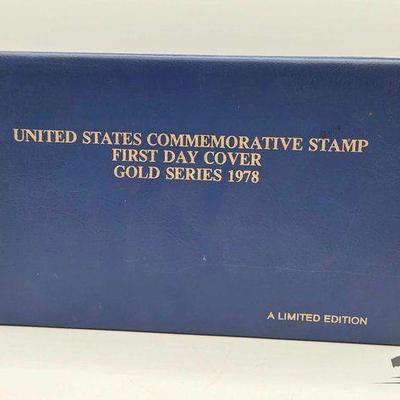 UNITED STATES COMMEMORATIVE STAMP
FIRST DAY COVER
GOLD SERIES 1978
A LIMITED EDITION